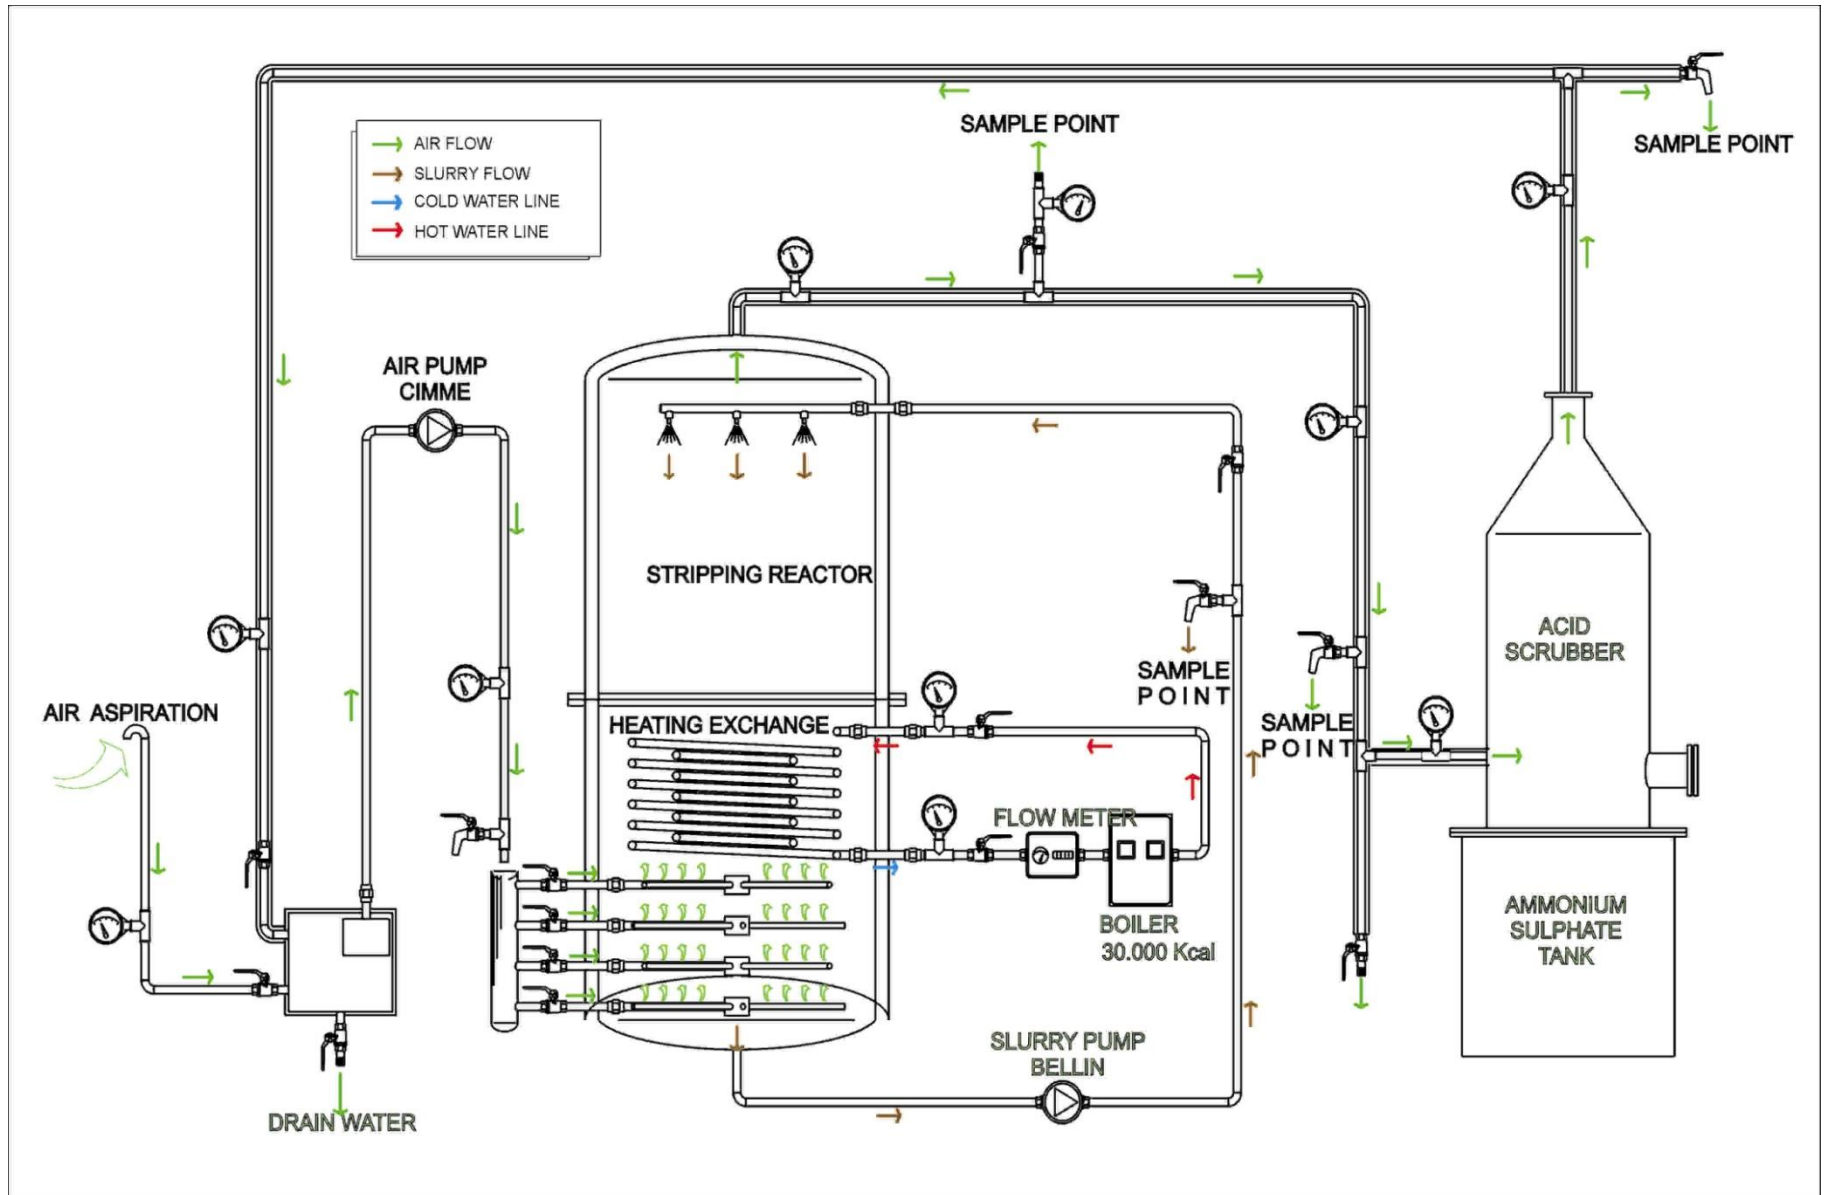 SAMPLE POINT
SAMPLE POINT
AIR FLOW
SLURRY FLOW
COLD WATER LINE
HOT WATER LINE
AIR PUMP
CIMME
STRIPPING REACTOR
ACID
SCRUBBER
SAMPLE
POINT
AIR ASPIRATION
HEATING EXCHANGE
SAMPLE
POINT
FLOW METER
BOILER
30.000 Kcal
AMMONIUM
SULPHATE
TANK
SLURRY PUMP
BELLIN
DRAIN WATER